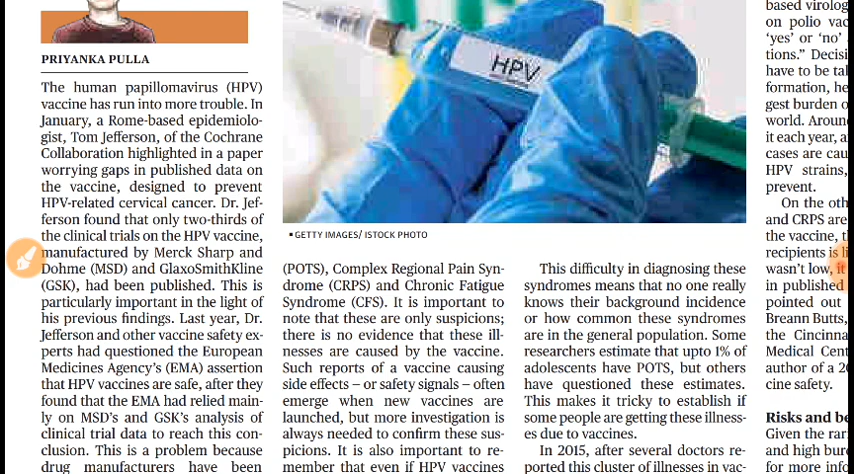 PRIYANKA PULLA
The human papillomavirus (HPV)
vaccine has run into more trouble. In
January, a Rome-based epidemiolo-
gist, Tom Jefferson, of the Cochrane
Collaboration highlighted in a paper
worrying gaps in published data on
the vaccine, designed to prevent
HPV-related cervical cancer. Dr. Jef-
ferson found that only two-thirds of
the clinical trials on the HPV vaccine,
manufactured by Merck Sharp and
Dohme (MSD) and GlaxoSmithKline
(GSK), had been published. This is
particularly important in the light of
his previous findings. Last year, Dr.
Jefferson and other vaccine safety ex-
perts had questioned the European
Medicines Agency's (EMA) assertion
that HPV vaccines are safe, after they
found that the EMA had relied main-
ly on MSD's and GSK's analysis of
clinical trial data to reach this con-
clusion. This is a problem because
drug manufacturers have been
HPV
▪ GETTY IMAGES/ ISTOCK PHOTO
(POTS), Complex Regional Pain Syn-
drome (CRPS) and Chronic Fatigue
Syndrome (CFS). It is important to
note that these are only suspicions;
there is no evidence that these ill-
nesses are caused by the vaccine.
Such reports of a vaccine causing
side effects – or safety signals – often
emerge when new vaccines are
launched, but more investigation is
always needed to confirm these sus-
picions. It is also important to re-
member that even if HPV vaccines
This difficulty in diagnosing these
syndromes means that no one really
knows their background incidence
or how common these syndromes
are in the general population. Some
researchers estimate that upto 1% of
adolescents have POTS, but others
have questioned these estimates.
This makes it tricky to establish if
some people are getting these illness-
es due to vaccines.
In 2015, after several doctors re-
ported this cluster of illnesses in vac-
based virolog
on polio vac
'yes' or 'no'
tions." Decisi
have to be tal
formation, he
gest burden o
world. Aroun
it each year, a
cases are cau
HPV strains,
prevent.
On the oth
and CRPS are
the vaccine, t
recipients is li
wasn't low, it
in published
pointed out
Breann Butts,
the Cincinna
Medical Cent
author of a 20
cine safety.
Risks and be
Given the rar
and high burd
for more info